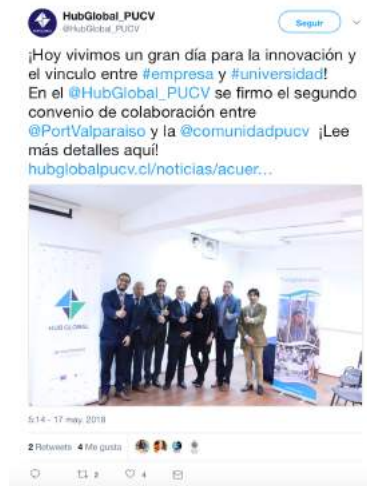 HubGlobal_PUCV
@HubGlobal_PUCV
Seguir
¡Hoy vivimos un gran día para la innovación y
el vinculo entre #empresa y #universidad!
En el @HubGlobal_PUCV se firmo el segundo
convenio de colaboración entre
@PortValparaiso y la @comunidadpucv ¡Lee
más detalles aquí!
hubglobalpucv.cl/noticias/acuer...
HUB GLOBAL
5:14 - 17 may. 2018
2 Retweets 4 Me gusta
2 4